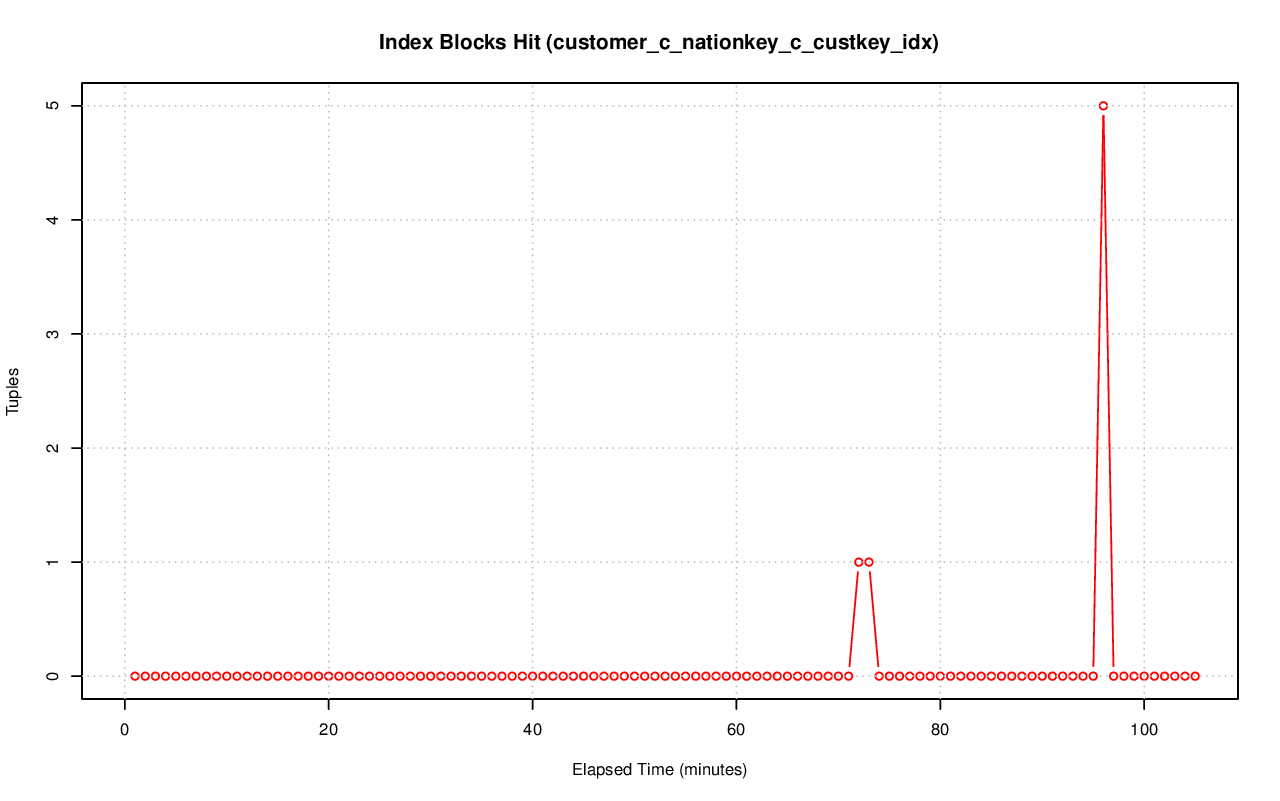 Index Blocks Hit (customer_c_nationkey_c_custkey_idx)
Tuples
5
4
3
2
1
0
0 20 40 60 80 100
Elapsed Time (minutes)